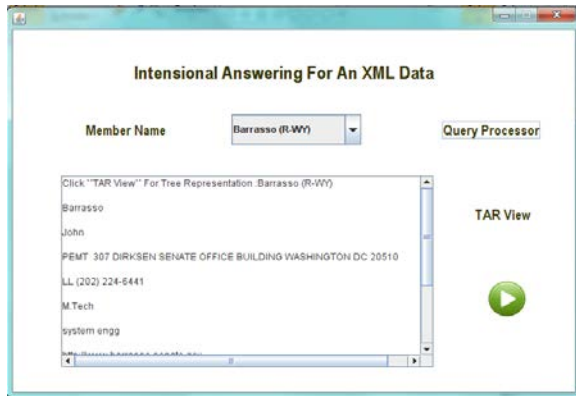 Intensional Answering For An XML Data
Member Name
Barrasso (R-WY)
Query Processor
Click "TAR View" For Tree Representation :Barrasso (R-WY)
Barrasso
John
PEMT 307 DIRKSEN SENATE OFFICE BUILDING WASHINGTON DC 20510
LL (202) 224-6441
M.Tech
system engg
TAR View